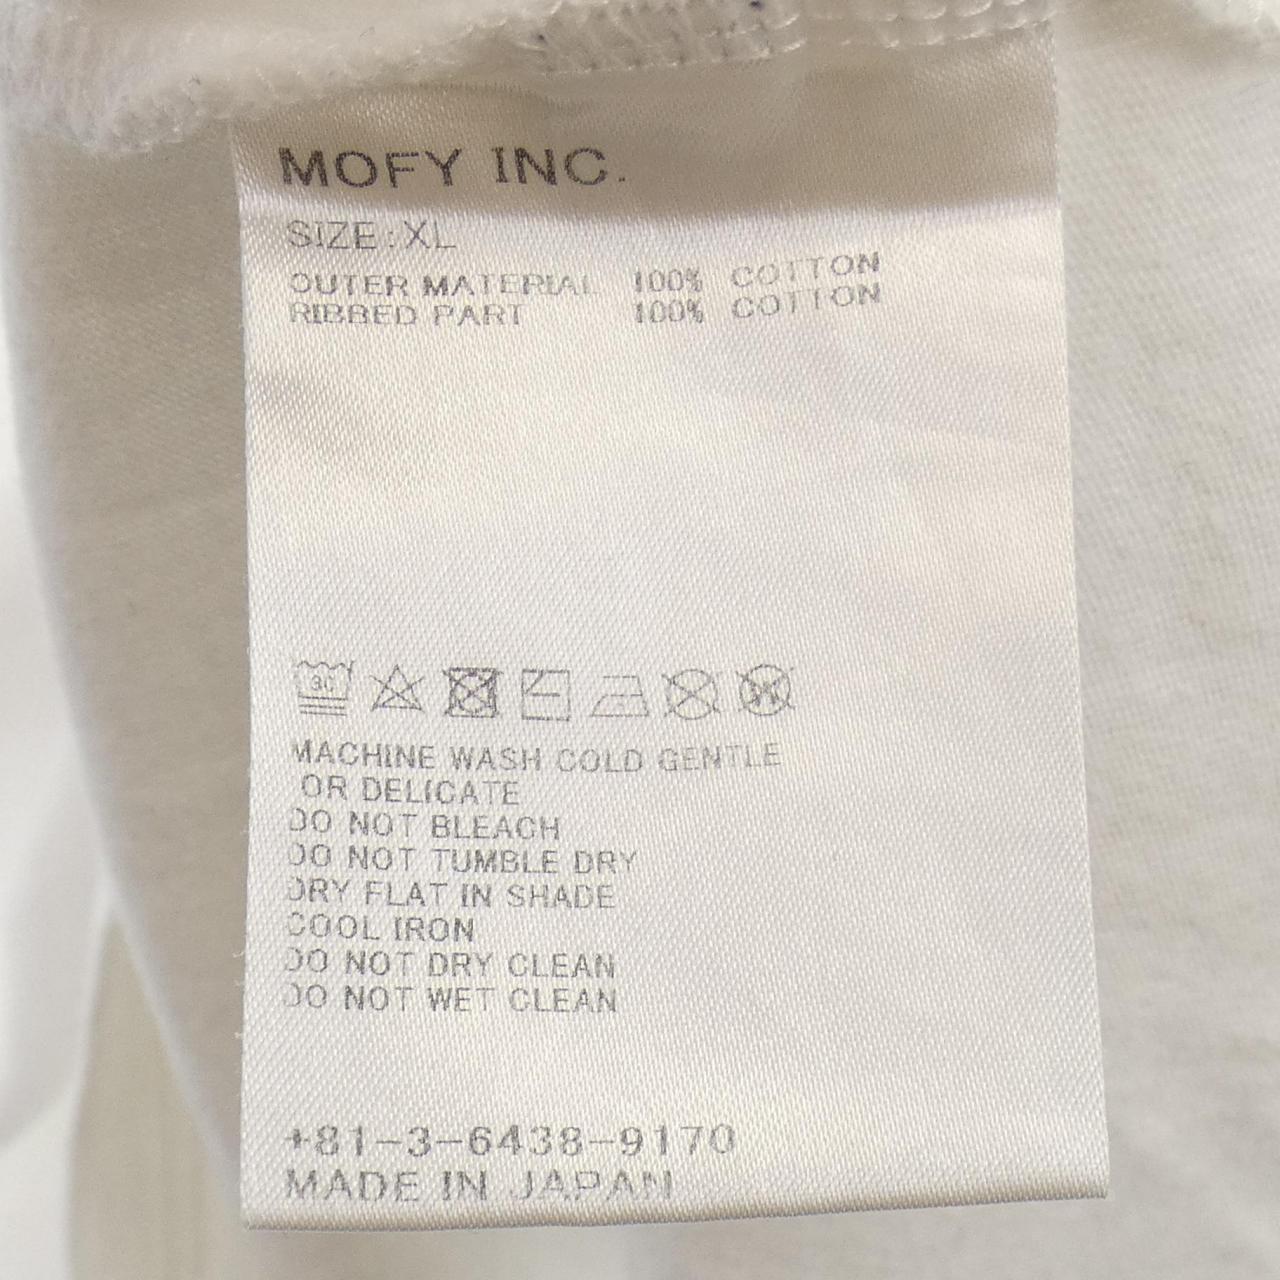 MOFY INC.
SIZE:XL
OUTER MATERIAL 100% COTTON
RIBBED PART 100% COTTON
30
W
MACHINE WASH COLD GENTLE
OR DELICATE
DO NOT BLEACH
DO NOT TUMBLE DRY
DRY FLAT IN SHADE
COOL IRON
DO NOT DRY CLEAN
DO NOT WET CLEAN
+81-3-6438-9170
MADE IN JAPAN